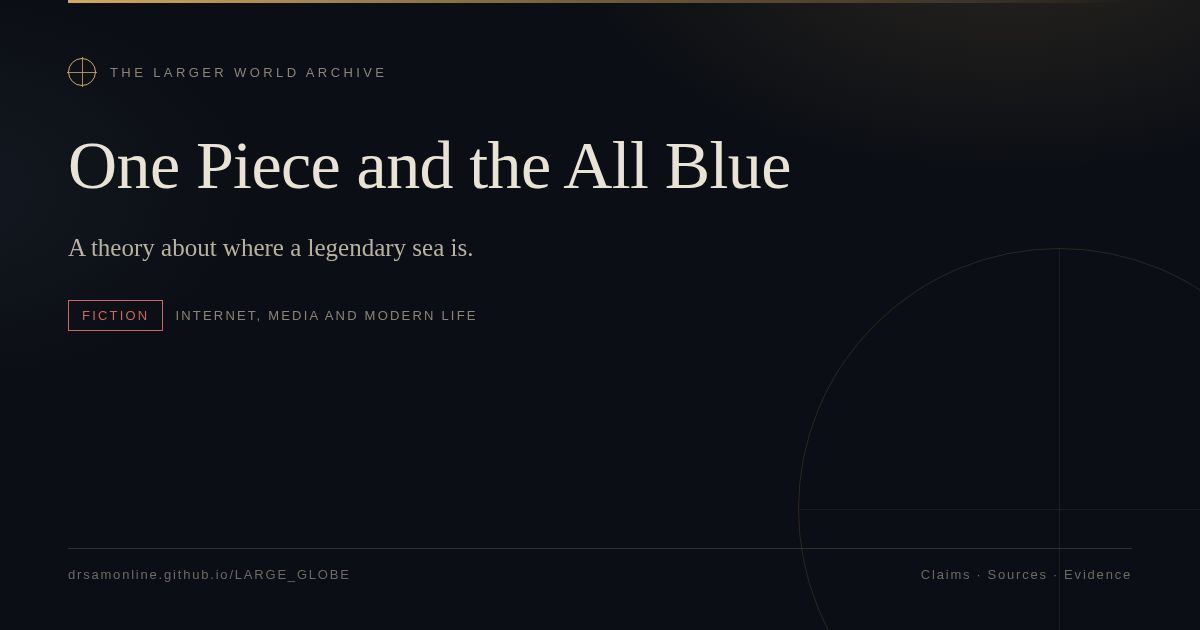 THE LARGER WORLD ARCHIVE
One Piece and the All Blue
A theory about where a legendary sea is.
FICTION INTERNET, MEDIA AND MODERN LIFE
drsamonline.github.io/LARGE_GLOBE
Claims · Sources · Evidence